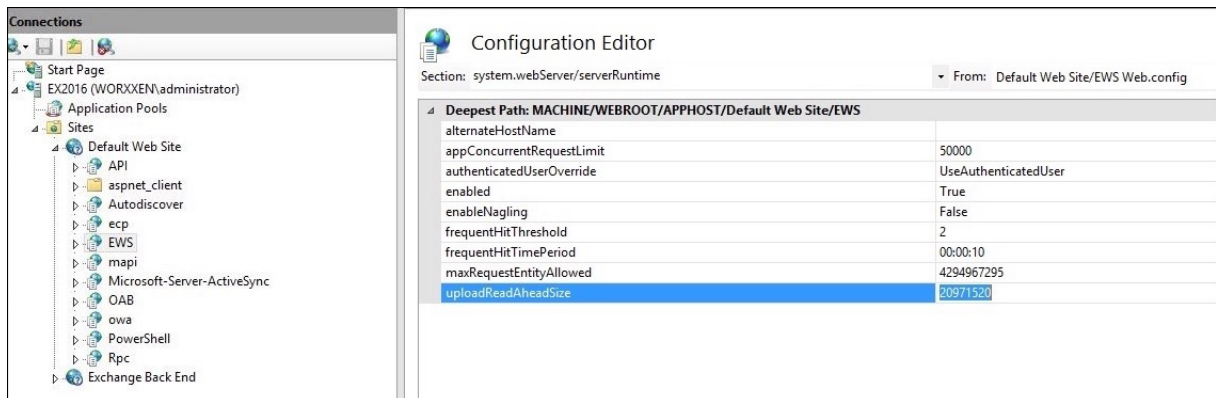 Connections
Start Page
EX2016 (WORXXEN\administrator)
Application Pools
Sites
Default Web Site
API
aspnet_client
Autodiscover
ecp
EWS
mapi
Microsoft-Server-ActiveSync
OAB
owa
PowerShell
Rpc
Exchange Back End
Configuration Editor
Section: system.webServer/serverRuntime From: Default Web Site/EWS Web.config
Deepest Path: MACHINE/WEBROOT/APPHOST/Default Web Site/EWS
alternateHostName
appConcurrentRequestLimit 50000
authenticatedUserOverride UseAuthenticatedUser
enabled True
enableNagling False
frequentHitThreshold 2
frequentHitTimePeriod 00:00:10
maxRequestEntityAllowed 4294967295
uploadReadAheadSize 20971520